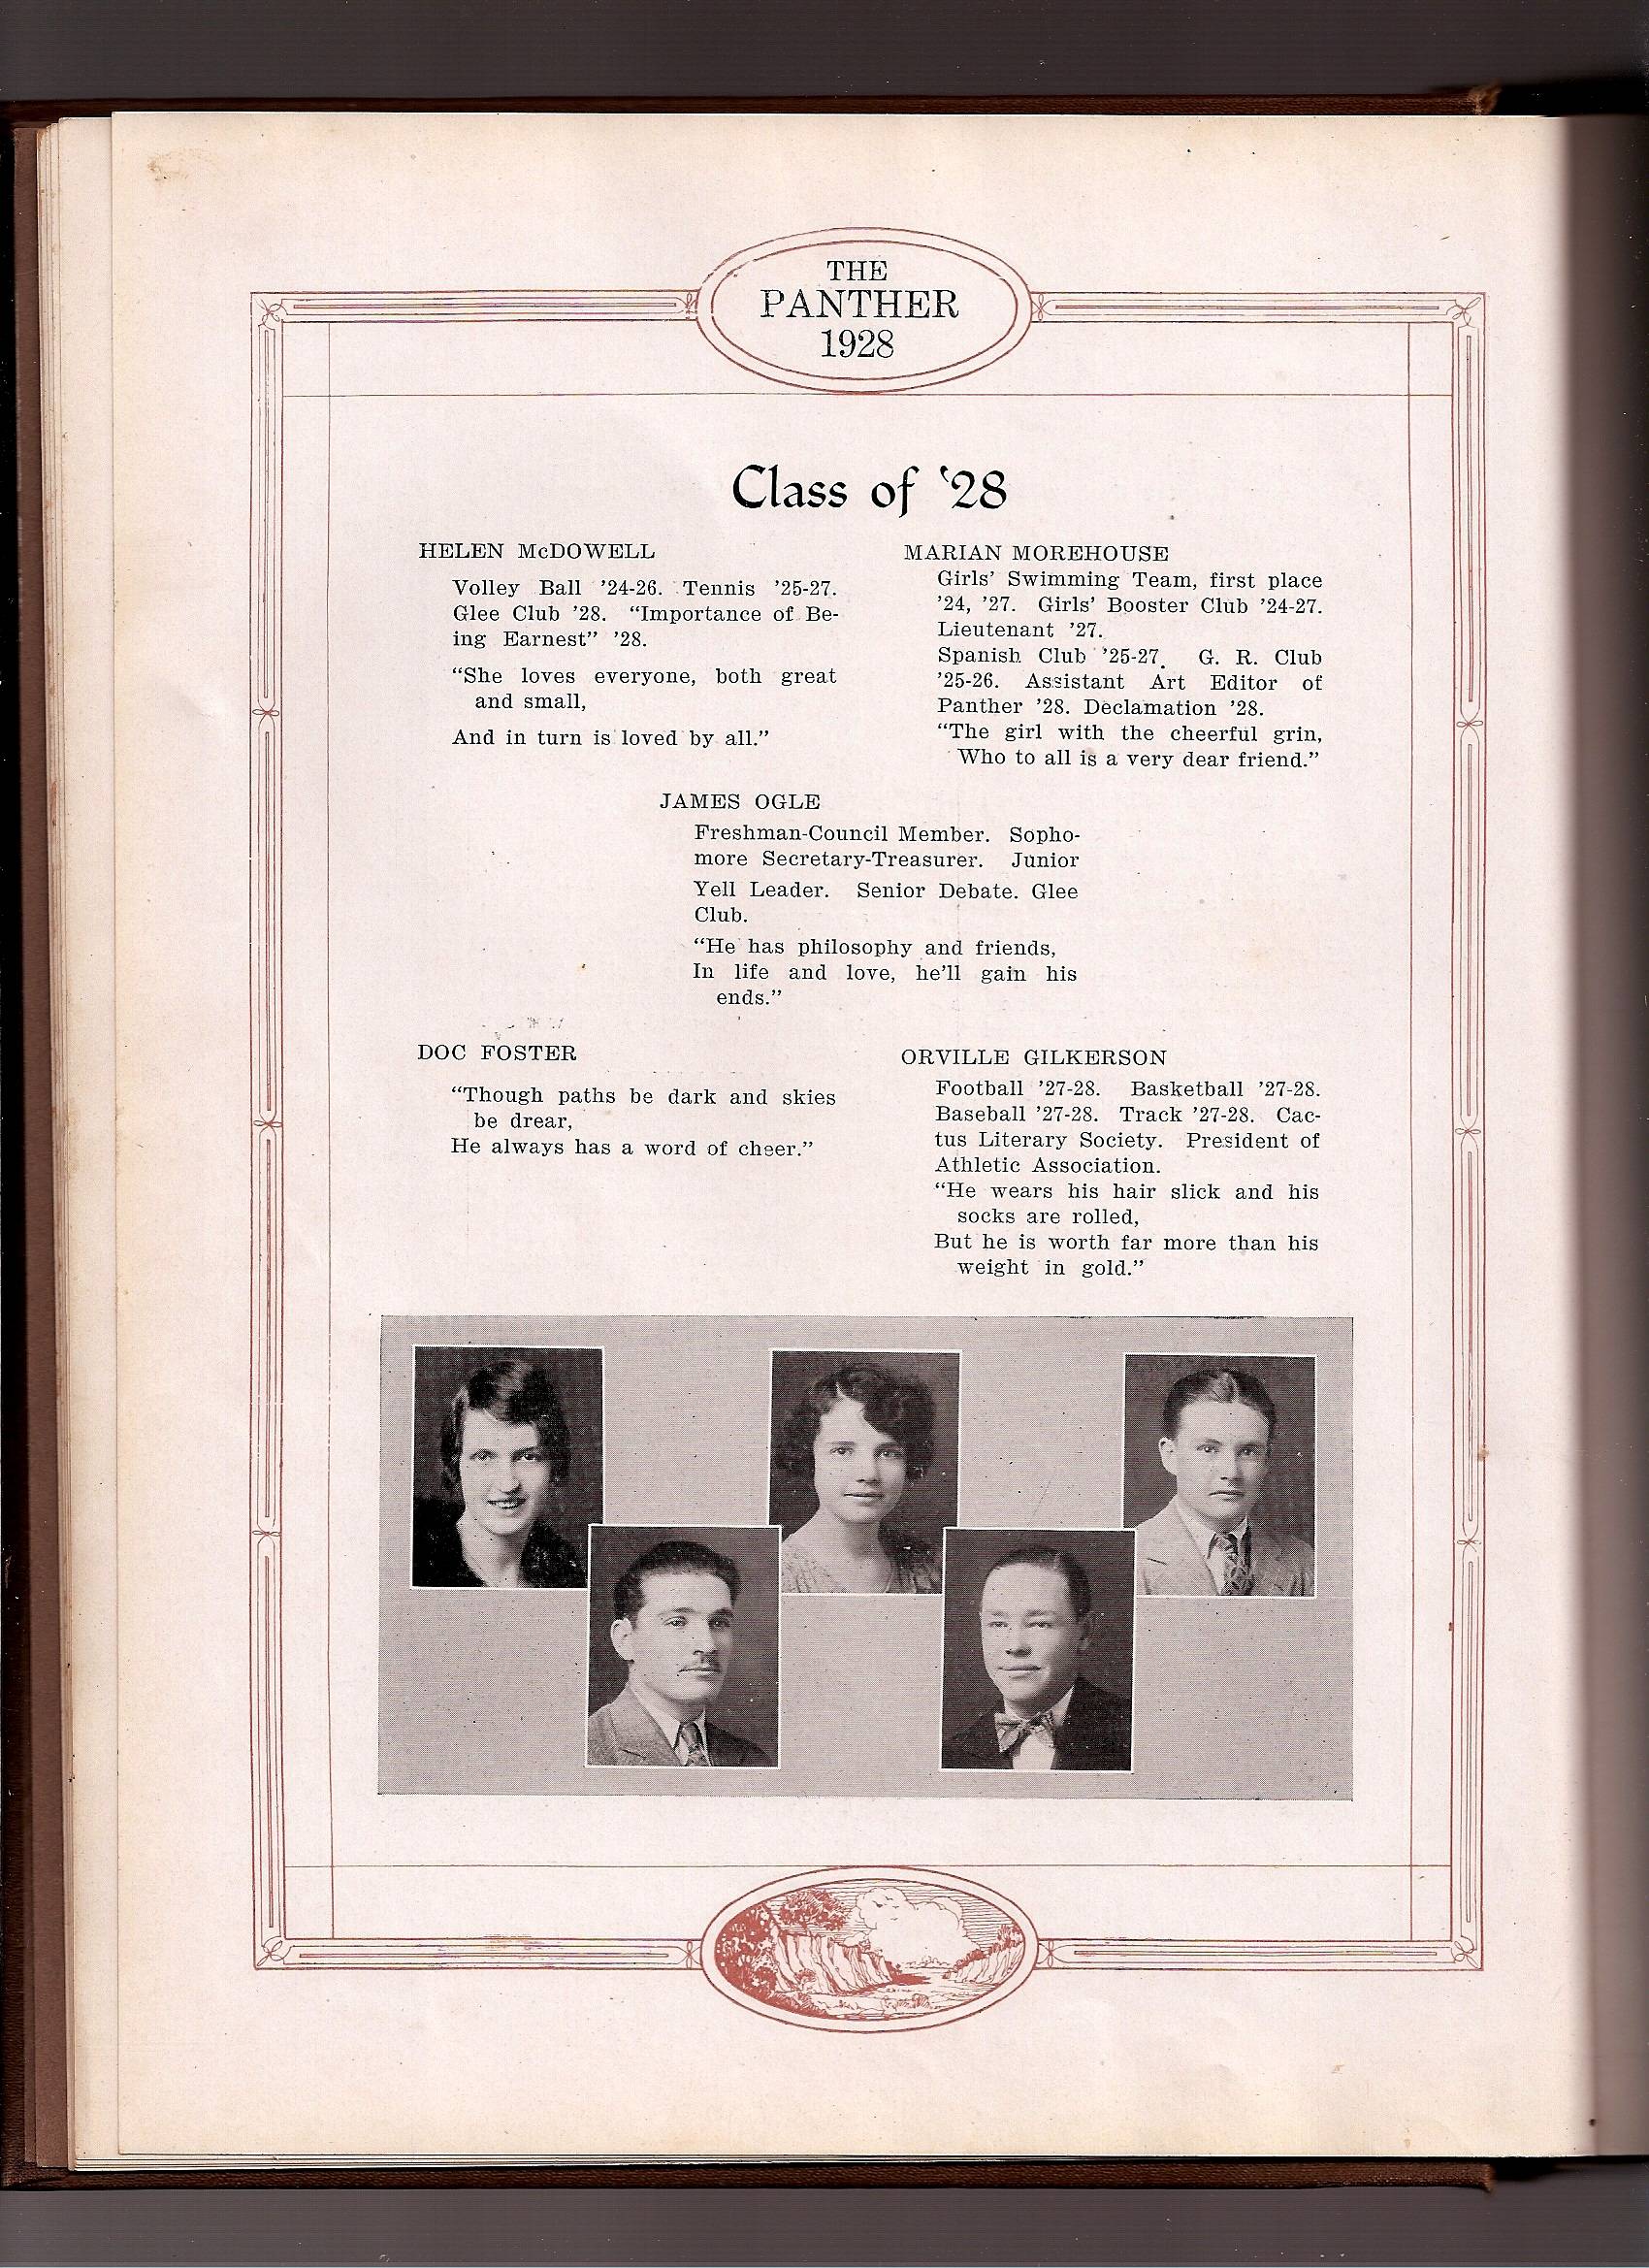 THE
PANTHER
1928
Class of '28
HELEN McDOWELL
Volley Ball '24-26. Tennis '25-27.
Glee Club '28. "Importance of Be-
ing Earnest" '28.
"She loves everyone, both great
and small,
And in turn is loved by all."
MARIAN MOREHOUSE
Girls' Swimming Team, first place
'24, '27. Girls' Booster Club '24-27.
Lieutenant '27.
Spanish Club '25-27. G. R. Club
'25-26. Assistant Art Editor of
Panther '28. Declamation '28.
"The girl with the cheerful grin,
Who to all is a very dear friend."
JAMES OGLE
Freshman-Council Member. Sopho-
more Secretary-Treasurer. Junior
Yell Leader. Senior Debate. Glee
Club.
"He has philosophy and friends,
In life and love, he'll gain his
ends."
DOC FOSTER
"Though paths be dark and skies
be drear,
He always has a word of cheer."
ORVILLE GILKERSON
Football '27-28. Basketball '27-28.
Baseball '27-28. Track '27-28. Cac-
tus Literary Society. President of
Athletic Association.
"He wears his hair slick and his
socks are rolled,
But he is worth far more than his
weight in gold."